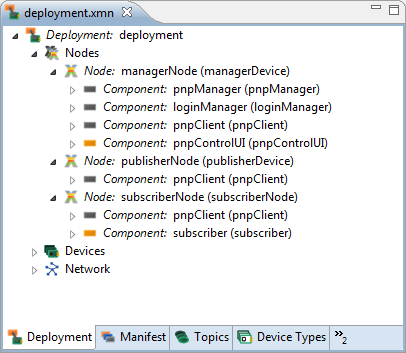 deployment.xmn
Deployment: deployment
Nodes
Node: managerNode (managerDevice)
Component: pnpManager (pnpManager)
Component: loginManager (loginManager)
Component: pnpClient (pnpClient)
Component: pnpControlUI (pnpControlUI)
Node: publisherNode (publisherDevice)
Component: pnpClient (pnpClient)
Node: subscriberNode (subscriberNode)
Component: pnpClient (pnpClient)
Component: subscriber (subscriber)
Devices
Network
Deployment Manifest Topics Device Types »2